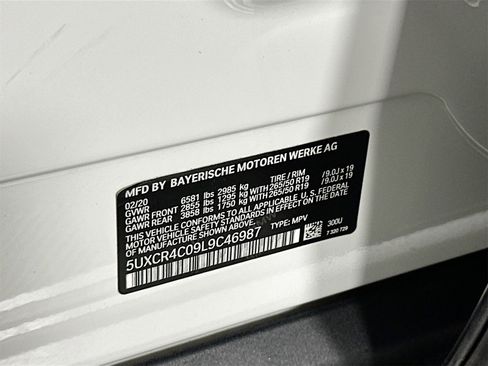 MFD BY BAYERISCHE MOTOREN WERKE AG
02/20 TIRE / RIM
GVWR 6581 lbs 2985 kg
GAWR FRONT 2855 lbs 1295 kg WITH 265/50 R19 / 9.0J x 19
GAWR REAR 3858 lbs 1750 kg WITH 265/50 R19 / 9.0J x 19
THIS VEHICLE CONFORMS TO ALL APPLICABLE U.S. FEDERAL
MOTOR VEHICLE SAFETY STANDARDS IN EFFECT ON THE DATE
OF MANUFACTURE SHOWN ABOVE.
5UXCR4C09L9C46987 TYPE: MPV
300U
7 320 729